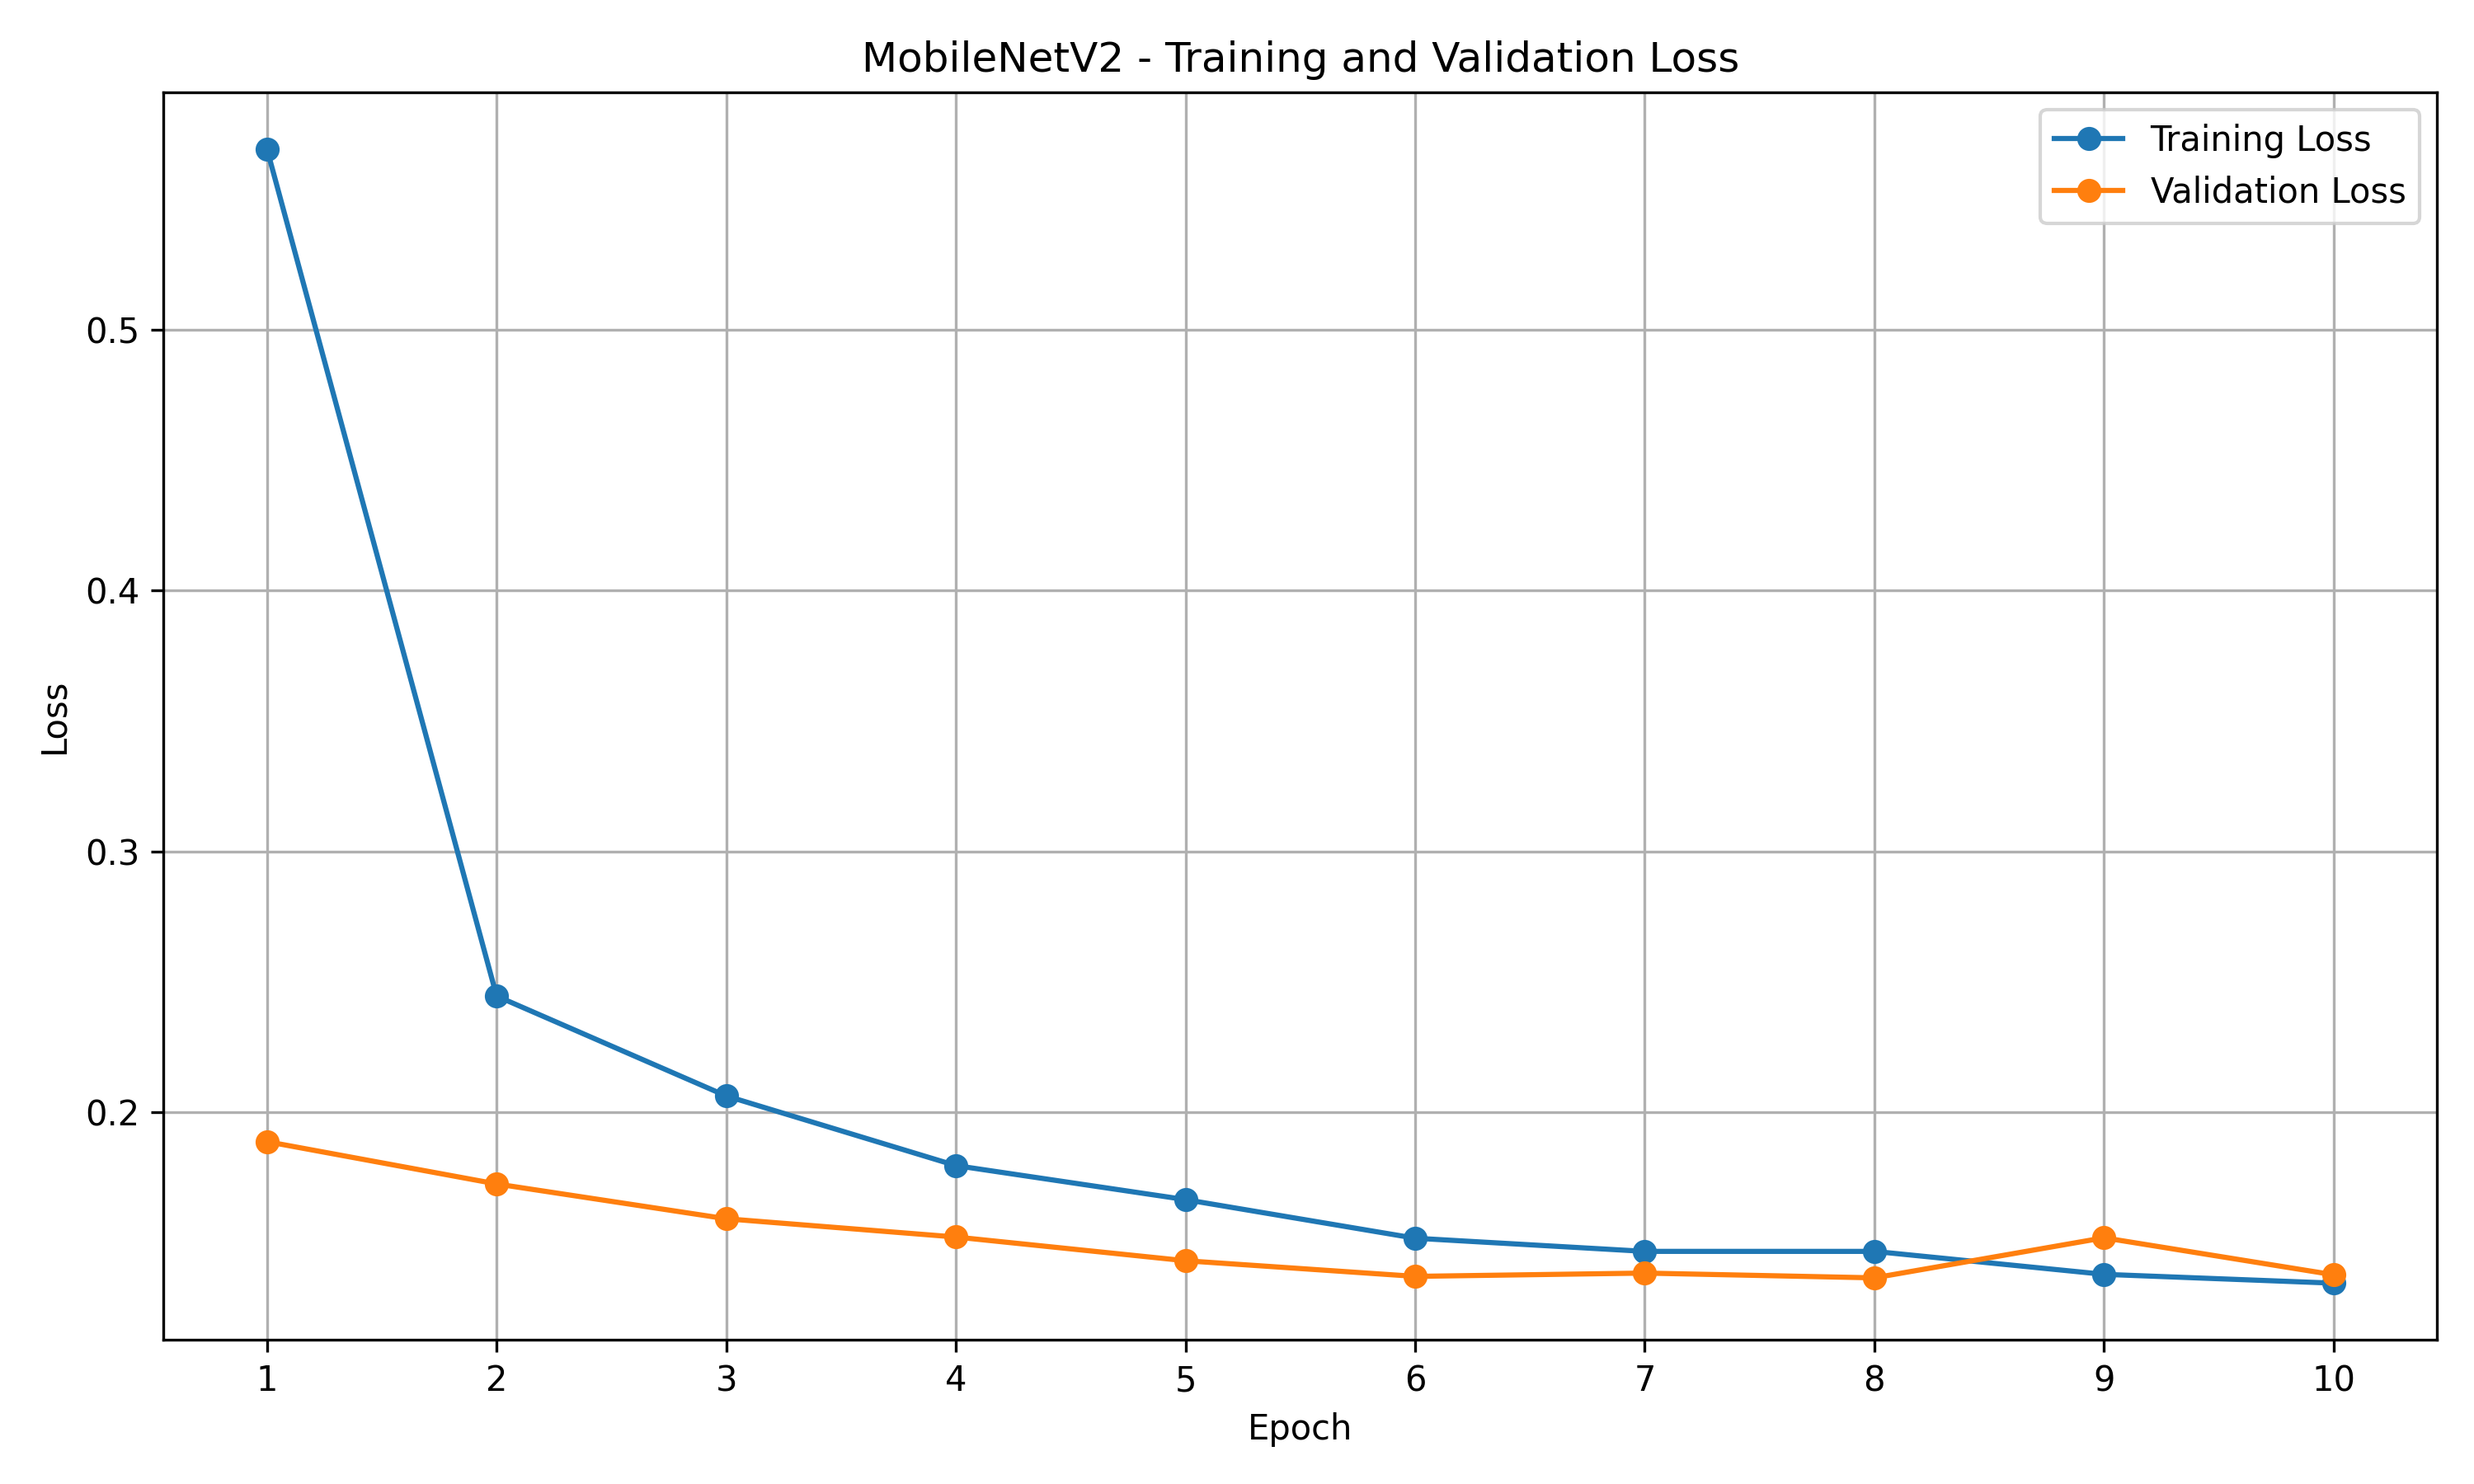 MobileNetV2 - Training and Validation Loss
Training Loss
Validation Loss
0.5
0.4
0.3
0.2
Loss
1 2 3 4 5 6 7 8 9 10
Epoch